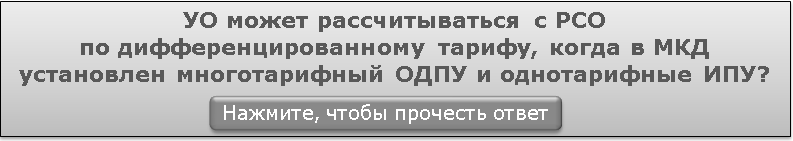 УО может рассчитываться с РСО
по дифференцированному тарифу, когда в МКД
установлен многотарифный ОДПУ и однотарифные ИПУ?
Нажмите, чтобы прочесть ответ